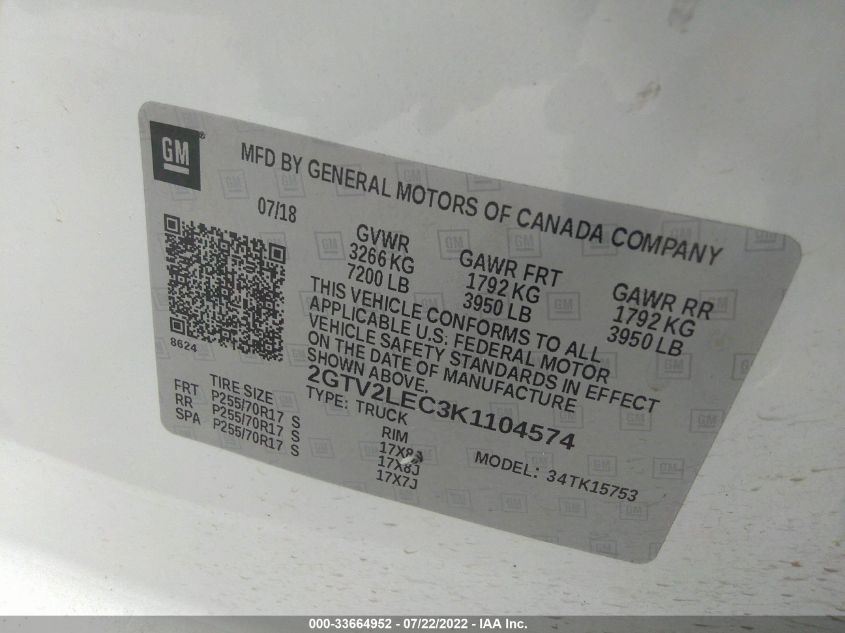 GM
MFD BY GENERAL MOTORS OF CANADA COMPANY
07/18
GVWR
3266 KG
7200 LB
GAWR FRT
1792 KG
3950 LB
GAWR RR
1792 KG
3950 LB
THIS VEHICLE CONFORMS TO ALL
APPLICABLE U.S. FEDERAL MOTOR
VEHICLE SAFETY STANDARDS IN EFFECT
ON THE DATE OF MANUFACTURE
SHOWN ABOVE.
8624
2GTV2LEC3K1104574
TYPE: TRUCK
MODEL: 34TK15753
TIRE SIZE
RIM
FRT P255/70R17 S 17X8J
RR P255/70R17 S 17X8J
SPA P255/70R17 S 17X7J
000-33664952 - 07/22/2022 - IAA Inc.